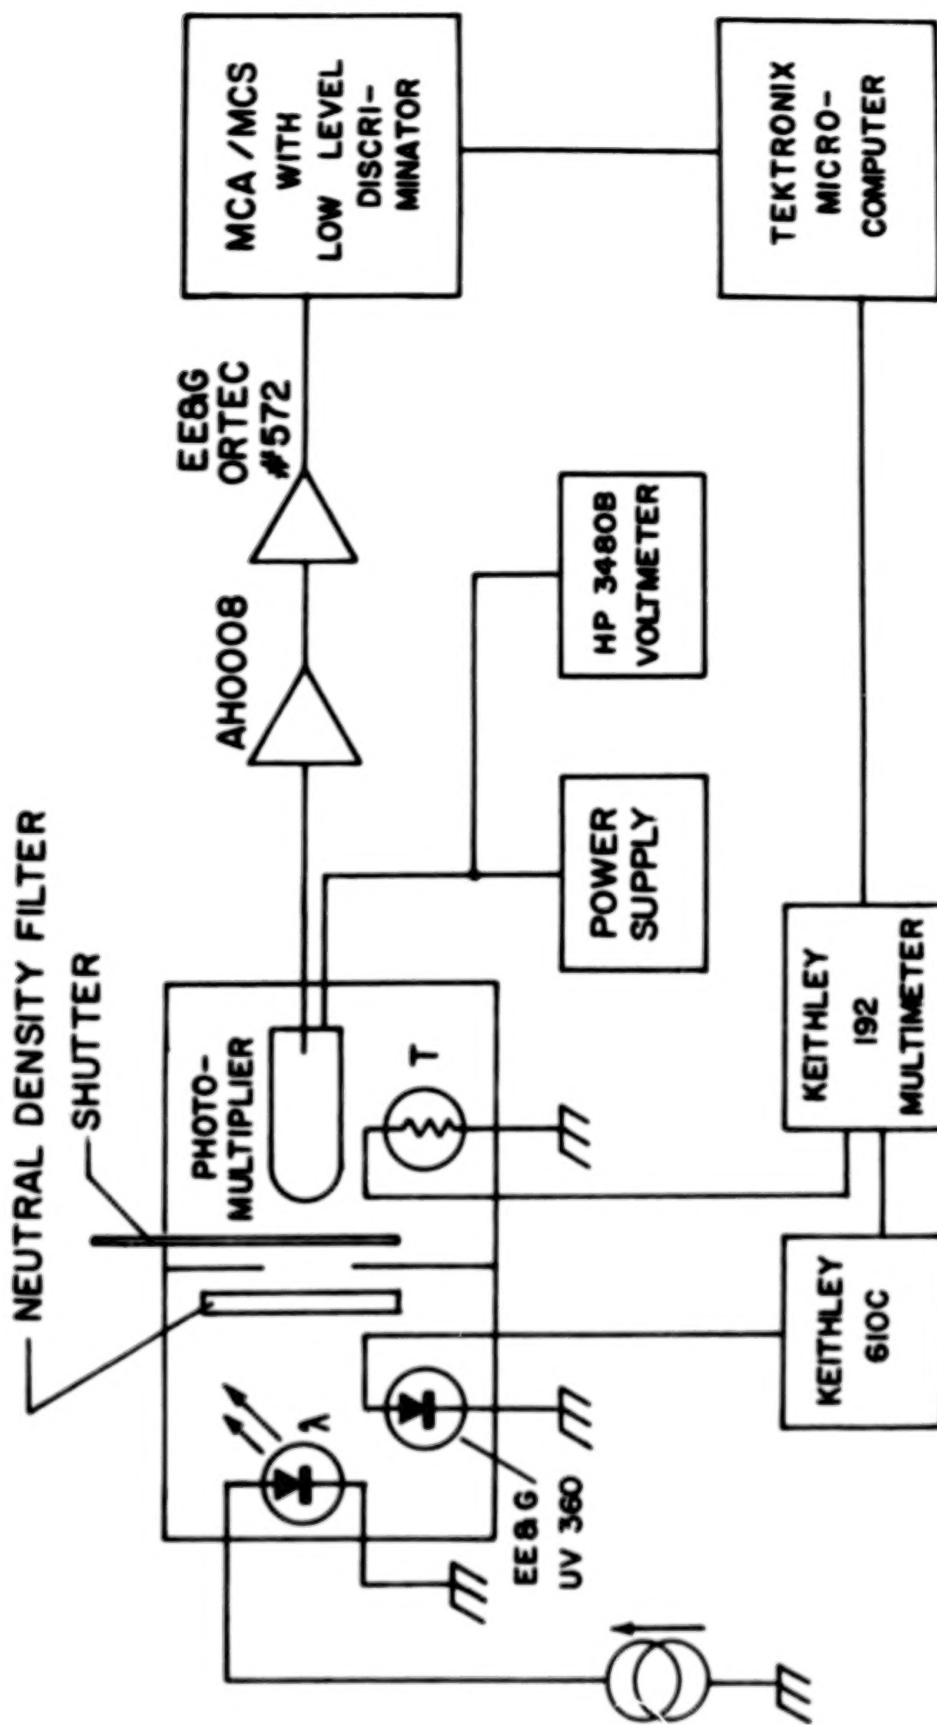 NEUTRAL DENSITY FILTER
SHUTTER
PHOTO-
MULTIPLIER
T
λ
EE&G
UV 360
AH0008
EE&G
ORTEC
#572
MCA/MCS
WITH
LOW LEVEL
DISCRI-
MINATOR
POWER
SUPPLY
HP 3480B
VOLTMETER
KEITHLEY
610C
KEITHLEY
192
MULTIMETER
TEKTRONIX
MICRO-
COMPUTER